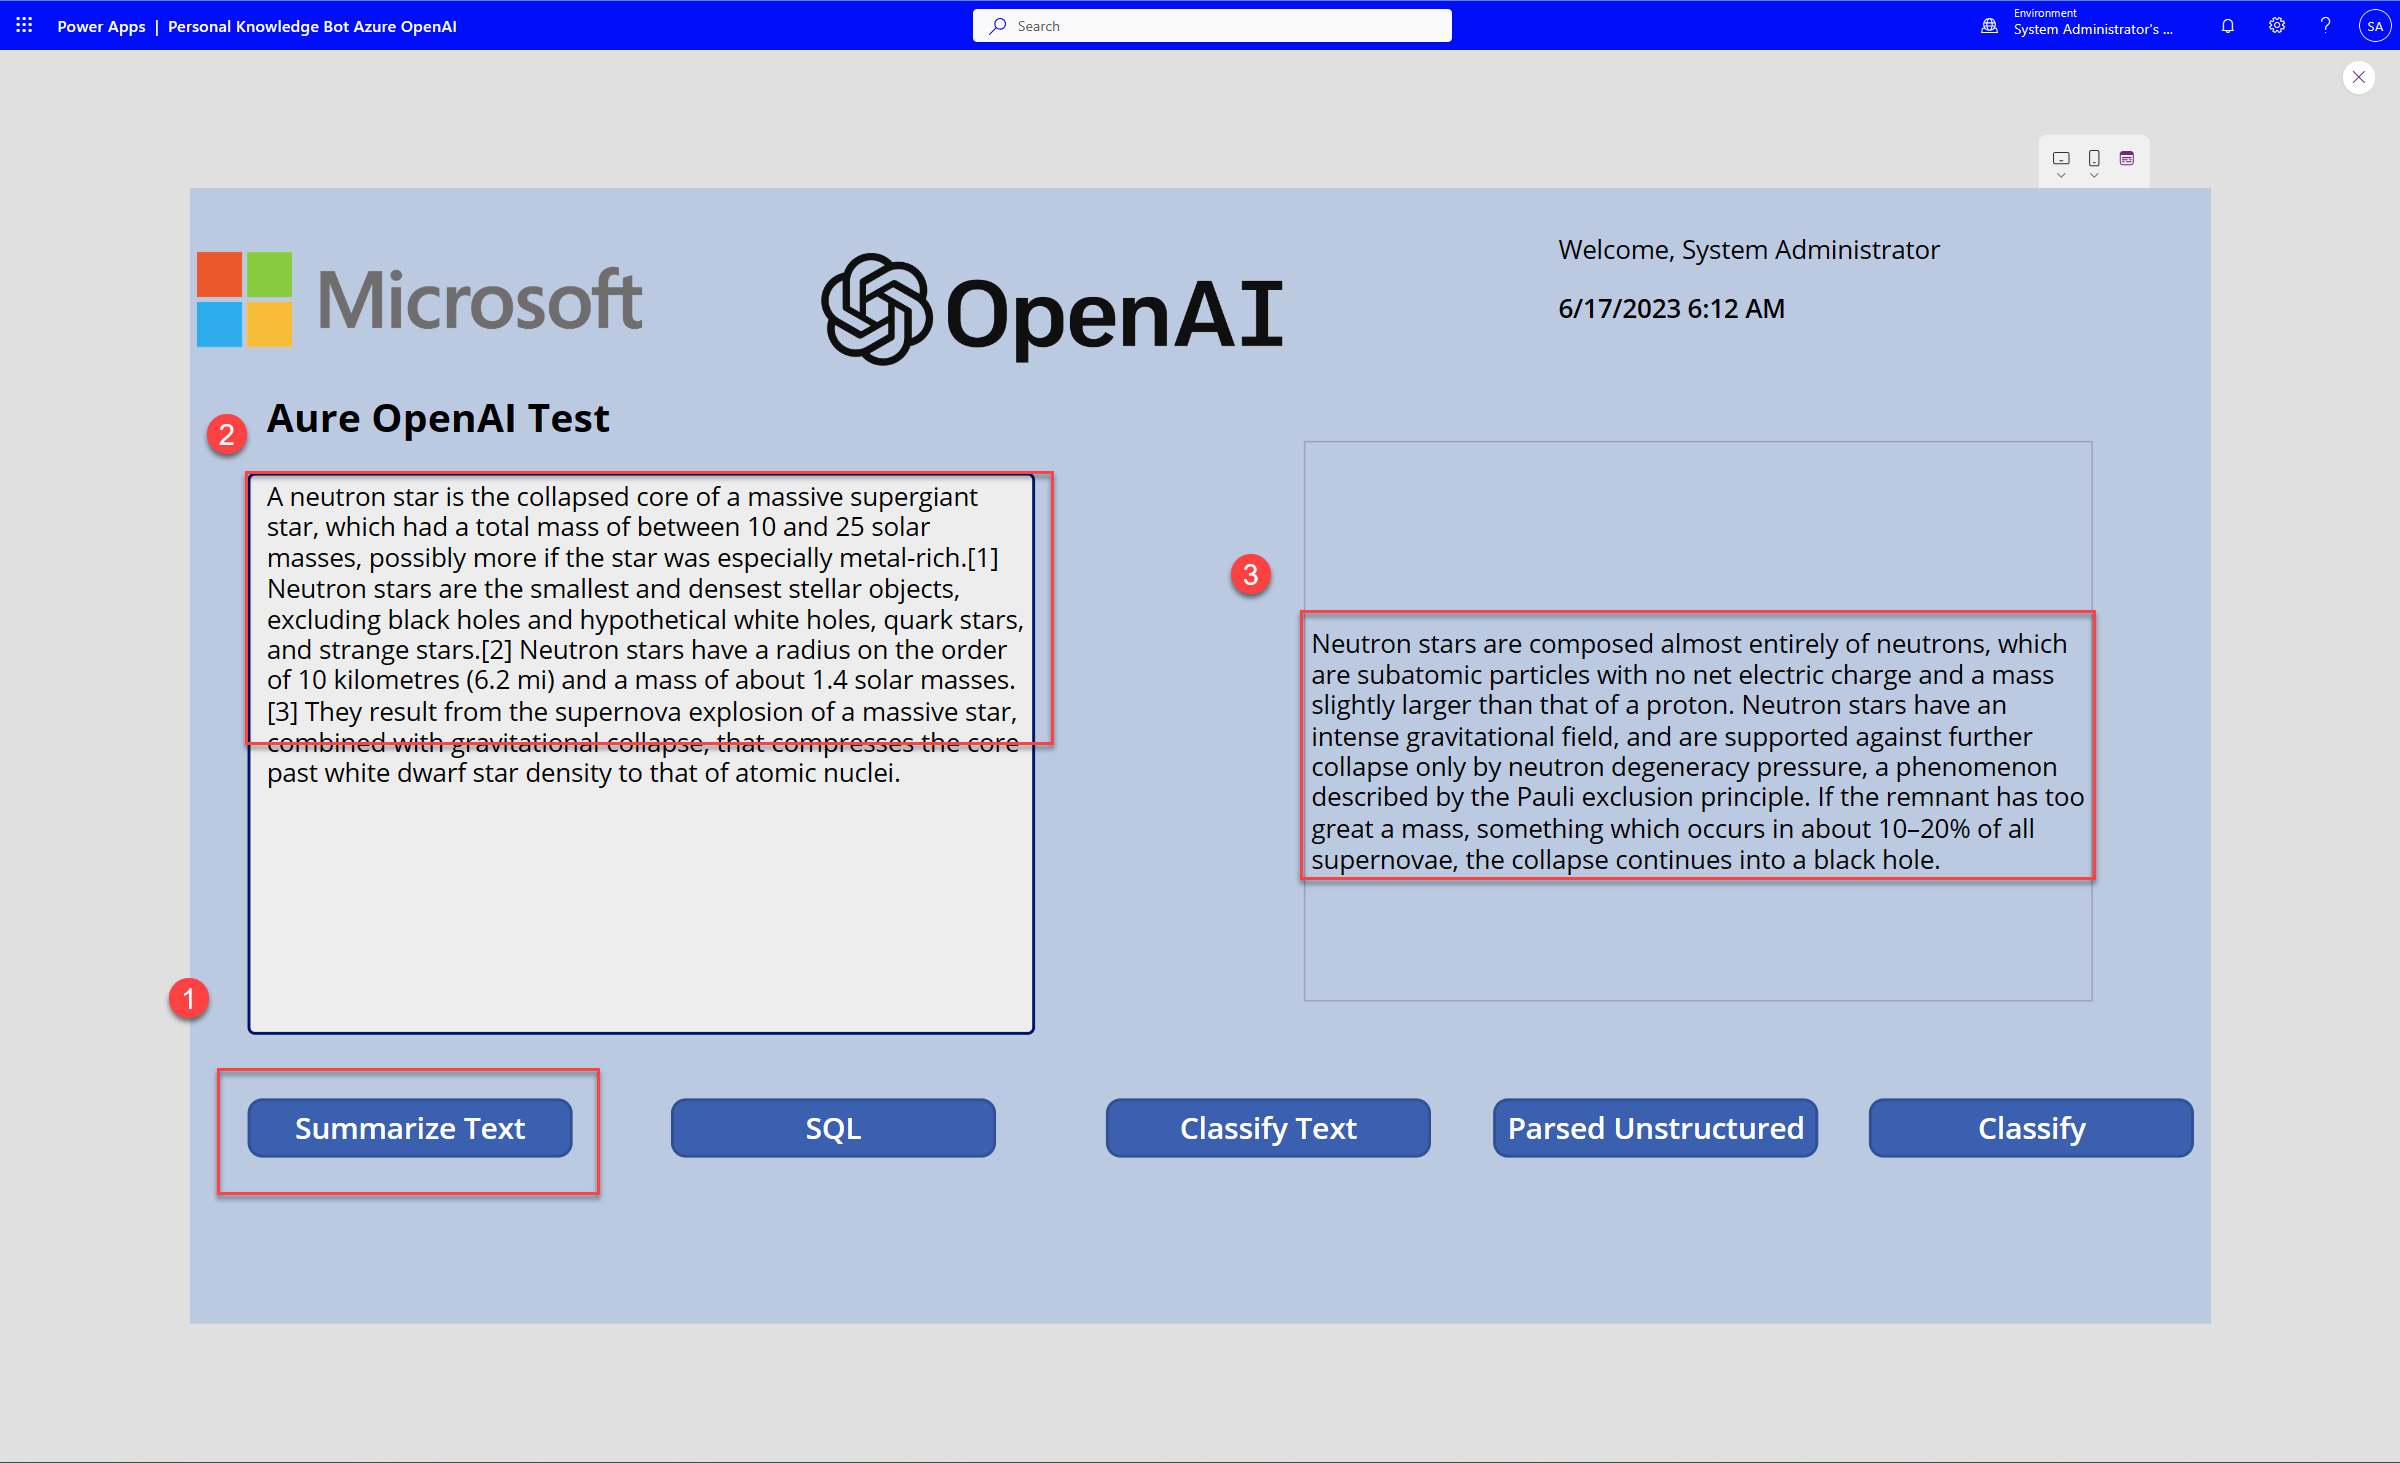 Power Apps | Personal Knowledge Bot Azure OpenAI
Search
Environment
System Administrator's ...
SA
Microsoft
OpenAI
Welcome, System Administrator
6/17/2023 6:12 AM
Aure OpenAI Test
2
A neutron star is the collapsed core of a massive supergiant
star, which had a total mass of between 10 and 25 solar
masses, possibly more if the star was especially metal-rich.[1]
Neutron stars are the smallest and densest stellar objects,
excluding black holes and hypothetical white holes, quark stars,
and strange stars.[2] Neutron stars have a radius on the order
of 10 kilometres (6.2 mi) and a mass of about 1.4 solar masses.
[3] They result from the supernova explosion of a massive star,
combined with gravitational collapse, that compresses the core
past white dwarf star density to that of atomic nuclei.
3
Neutron stars are composed almost entirely of neutrons, which
are subatomic particles with no net electric charge and a mass
slightly larger than that of a proton. Neutron stars have an
intense gravitational field, and are supported against further
collapse only by neutron degeneracy pressure, a phenomenon
described by the Pauli exclusion principle. If the remnant has too
great a mass, something which occurs in about 10–20% of all
supernovae, the collapse continues into a black hole.
1
Summarize Text
SQL
Classify Text
Parsed Unstructured
Classify